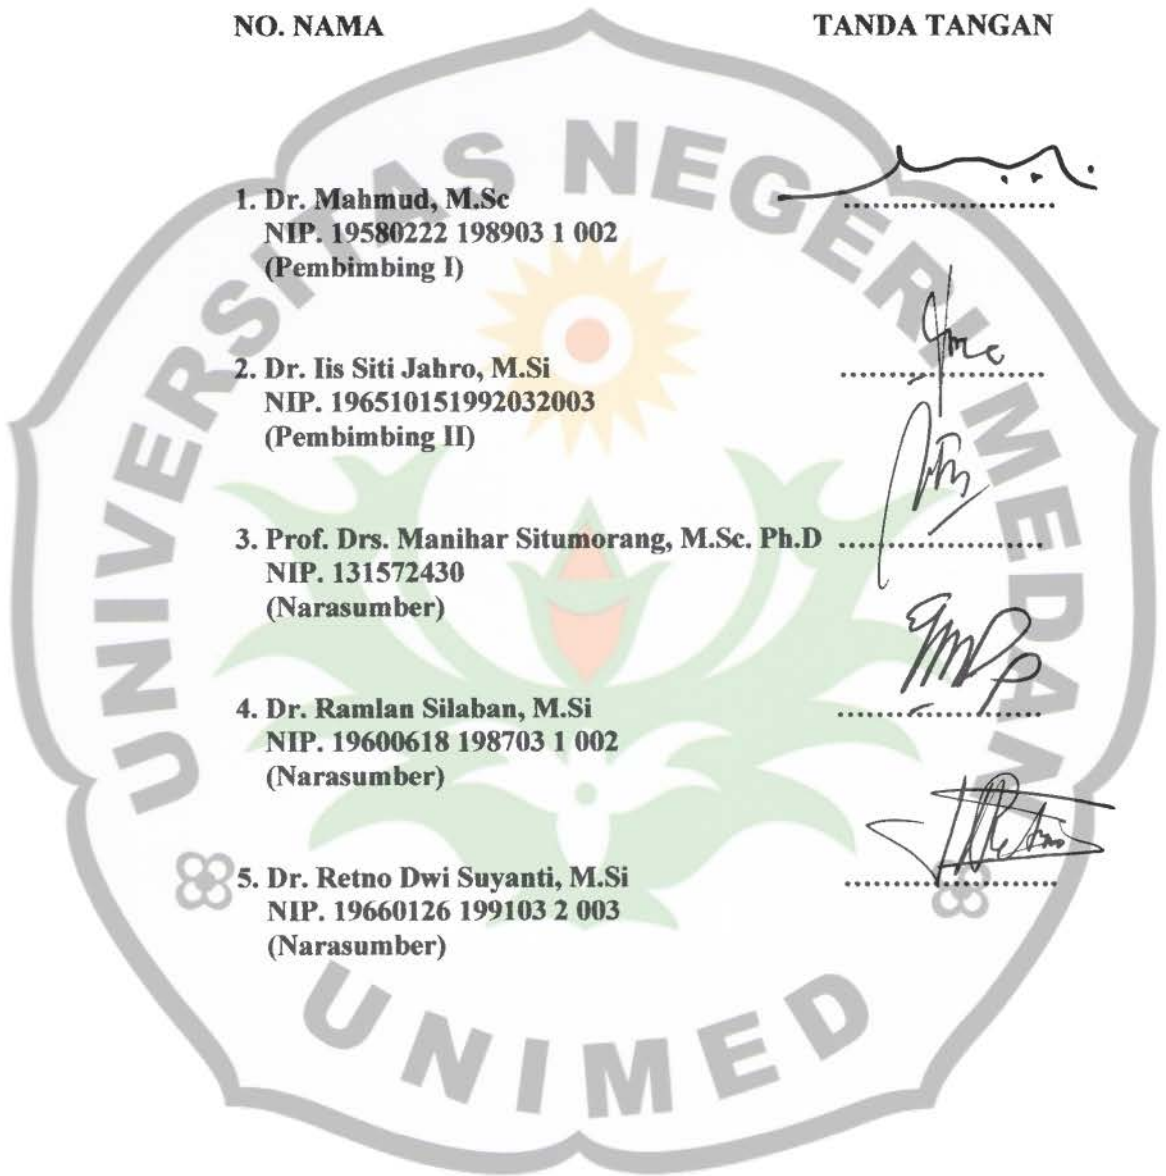 NO. NAMA TANDA TANGAN
1. Dr. Mahmud, M.Sc ....................
NIP. 19580222 198903 1 002
(Pembimbing I)
2. Dr. Iis Siti Jahro, M.Si ....................
NIP. 196510151992032003
(Pembimbing II)
3. Prof. Drs. Manihar Situmorang, M.Sc. Ph.D ....................
NIP. 131572430
(Narasumber)
4. Dr. Ramlan Silaban, M.Si ....................
NIP. 19600618 198703 1 002
(Narasumber)
5. Dr. Retno Dwi Suyanti, M.Si ....................
NIP. 19660126 199103 2 003
(Narasumber)
UNIVERSITAS NEGERI MEDAN
UNIMED